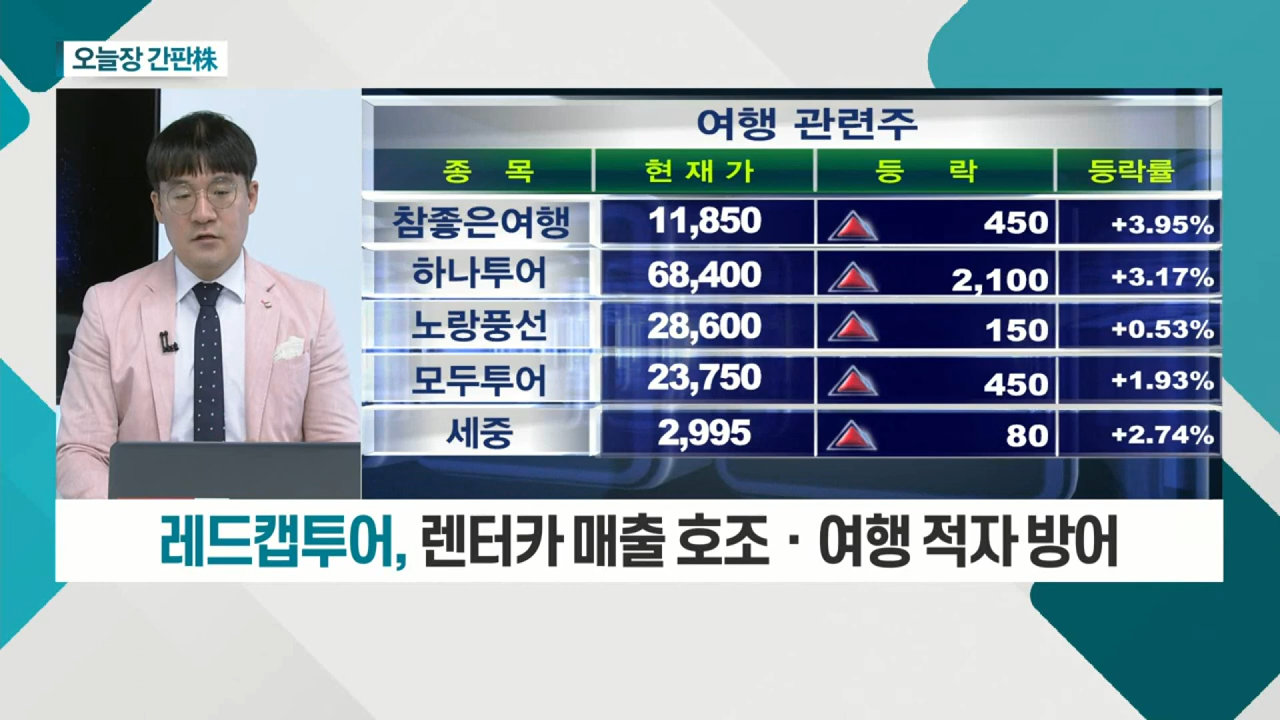 오늘장 간판株
여행 관련주
종 목 현 재 가 등 락 등락률
참좋은여행 11,850 450 +3.95%
하나투어 68,400 2,100 +3.17%
노랑풍선 28,600 150 +0.53%
모두투어 23,750 450 +1.93%
세중 2,995 80 +2.74%
레드캡투어, 렌터카 매출 호조·여행 적자 방어